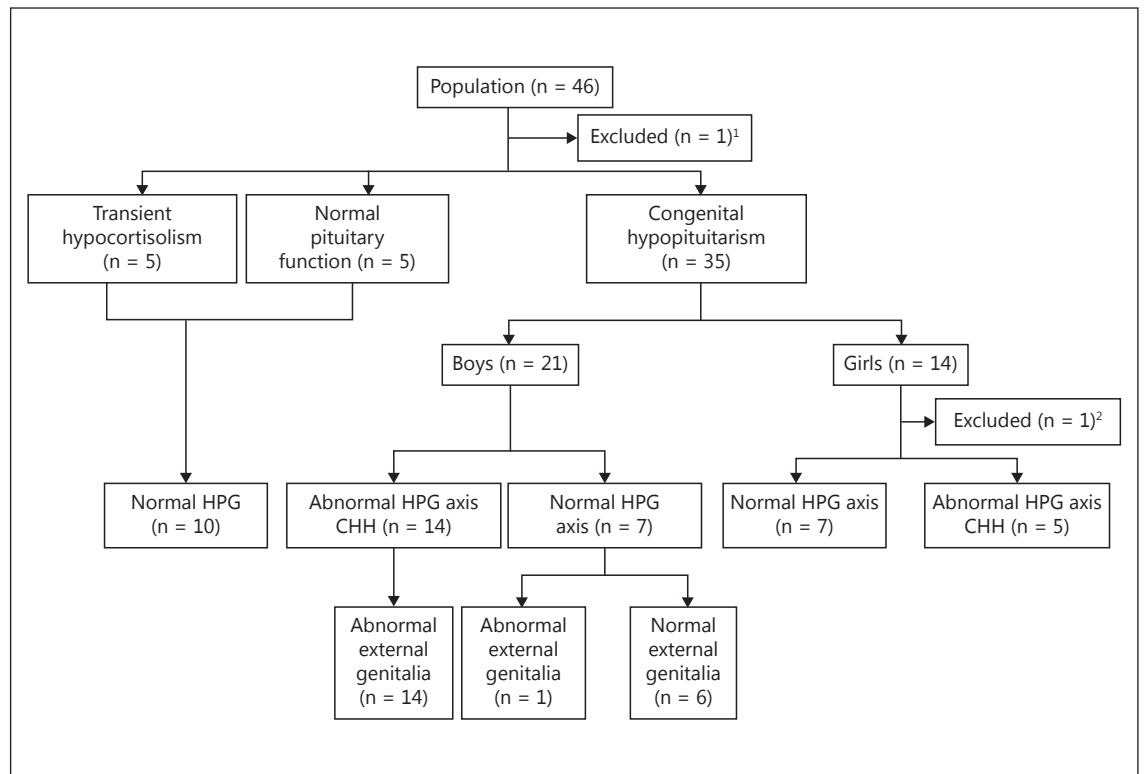 Population (n = 46)
Excluded (n = 1)1
Transient
hypocortisolism
(n = 5)
Normal
pituitary
function (n = 5)
Congenital
hypopituitarism
(n = 35)
Boys (n = 21)
Girls (n = 14)
Excluded (n = 1)2
Normal HPG
(n = 10)
Abnormal HPG axis
CHH (n = 14)
Normal HPG
axis (n = 7)
Normal HPG axis
(n = 7)
Abnormal HPG axis
CHH (n = 5)
Abnormal
external
genitalia
(n = 14)
Abnormal
external
genitalia
(n = 1)
Normal
external
genitalia
(n = 6)